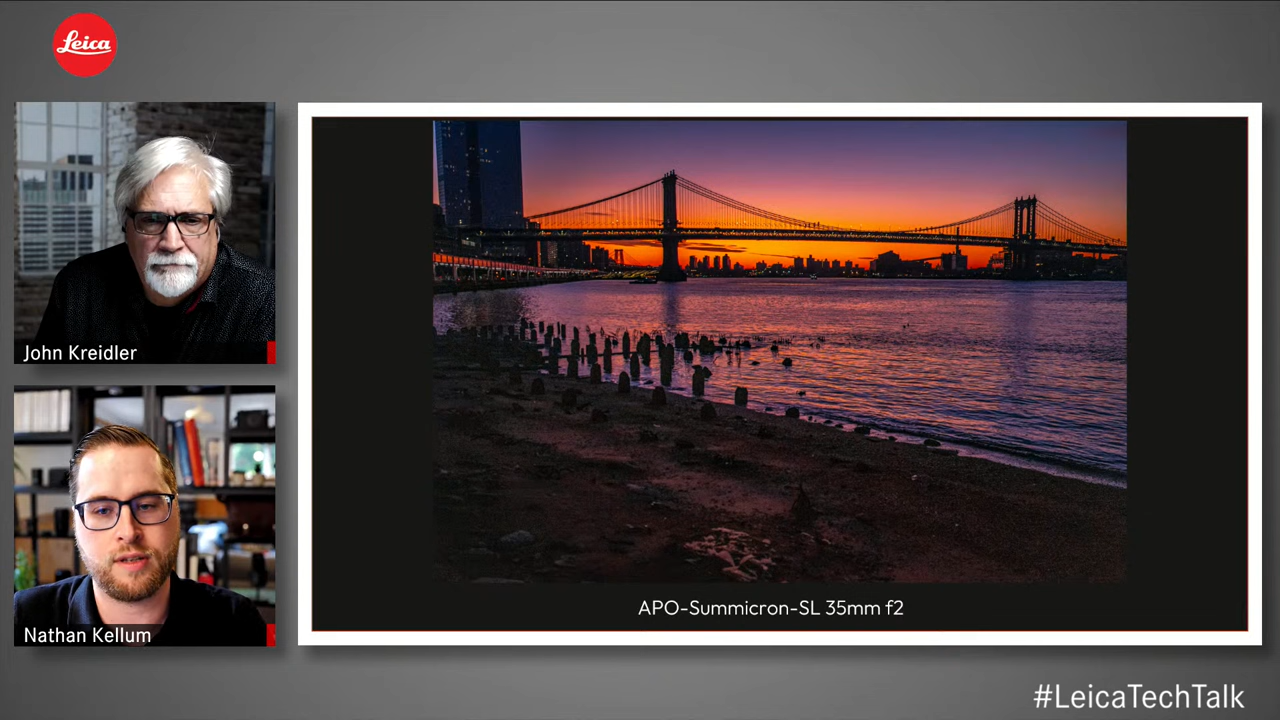 Leica
John Kreidler
Nathan Kellum
APO-Summicron-SL 35mm f2
#LeicaTechTalk